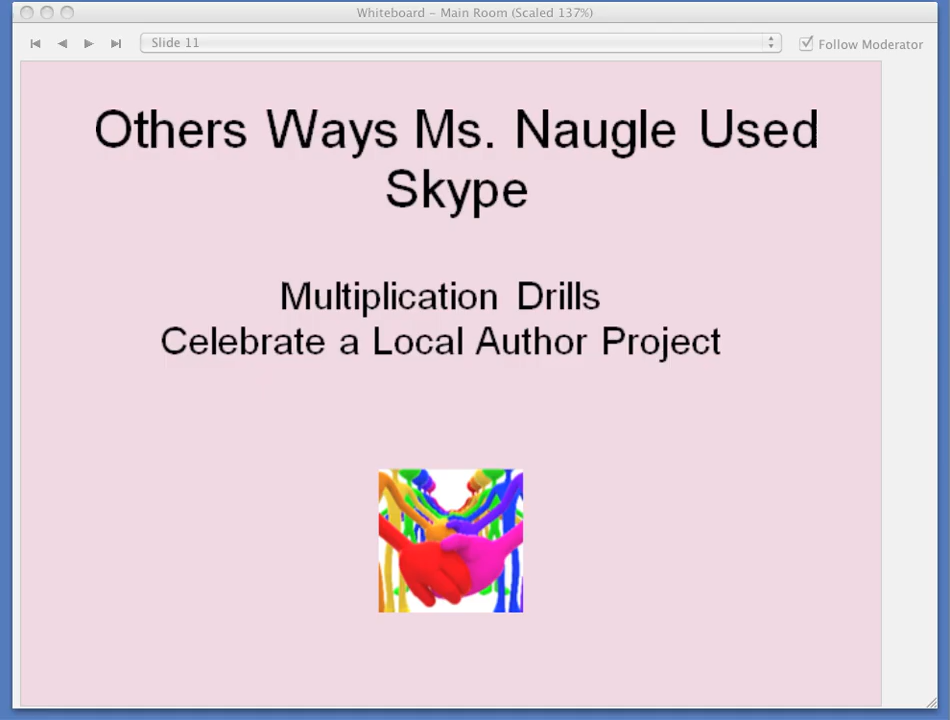 Whiteboard – Main Room (Scaled 137%)
Slide 11
Follow Moderator
Others Ways Ms. Naugle Used
Skype
Multiplication Drills
Celebrate a Local Author Project